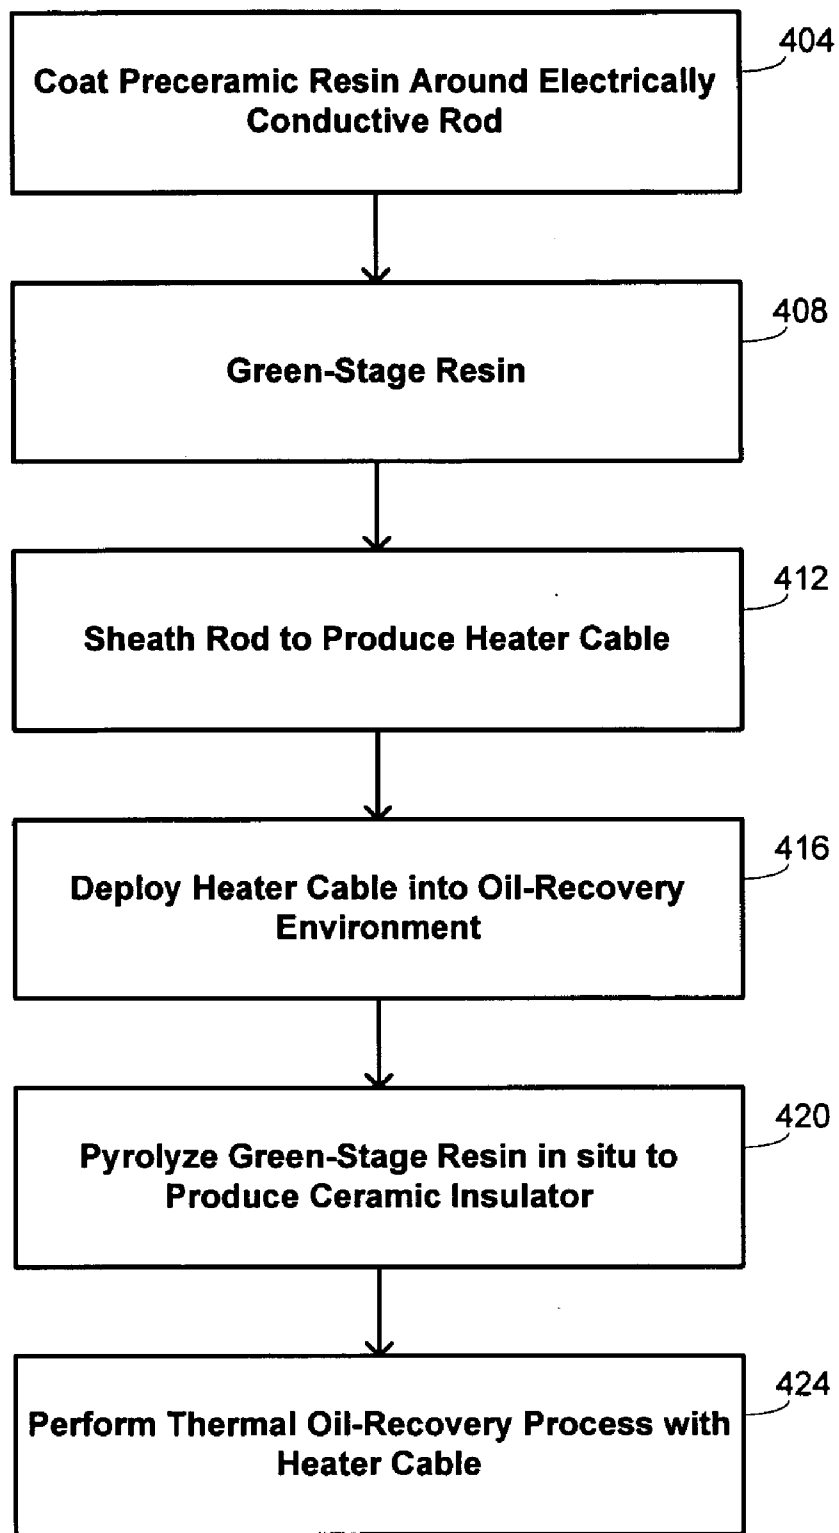 404
Coat Preceramic Resin Around Electrically
Conductive Rod
408
Green-Stage Resin
412
Sheath Rod to Produce Heater Cable
416
Deploy Heater Cable into Oil-Recovery
Environment
420
Pyrolyze Green-Stage Resin in situ to
Produce Ceramic Insulator
424
Perform Thermal Oil-Recovery Process with
Heater Cable